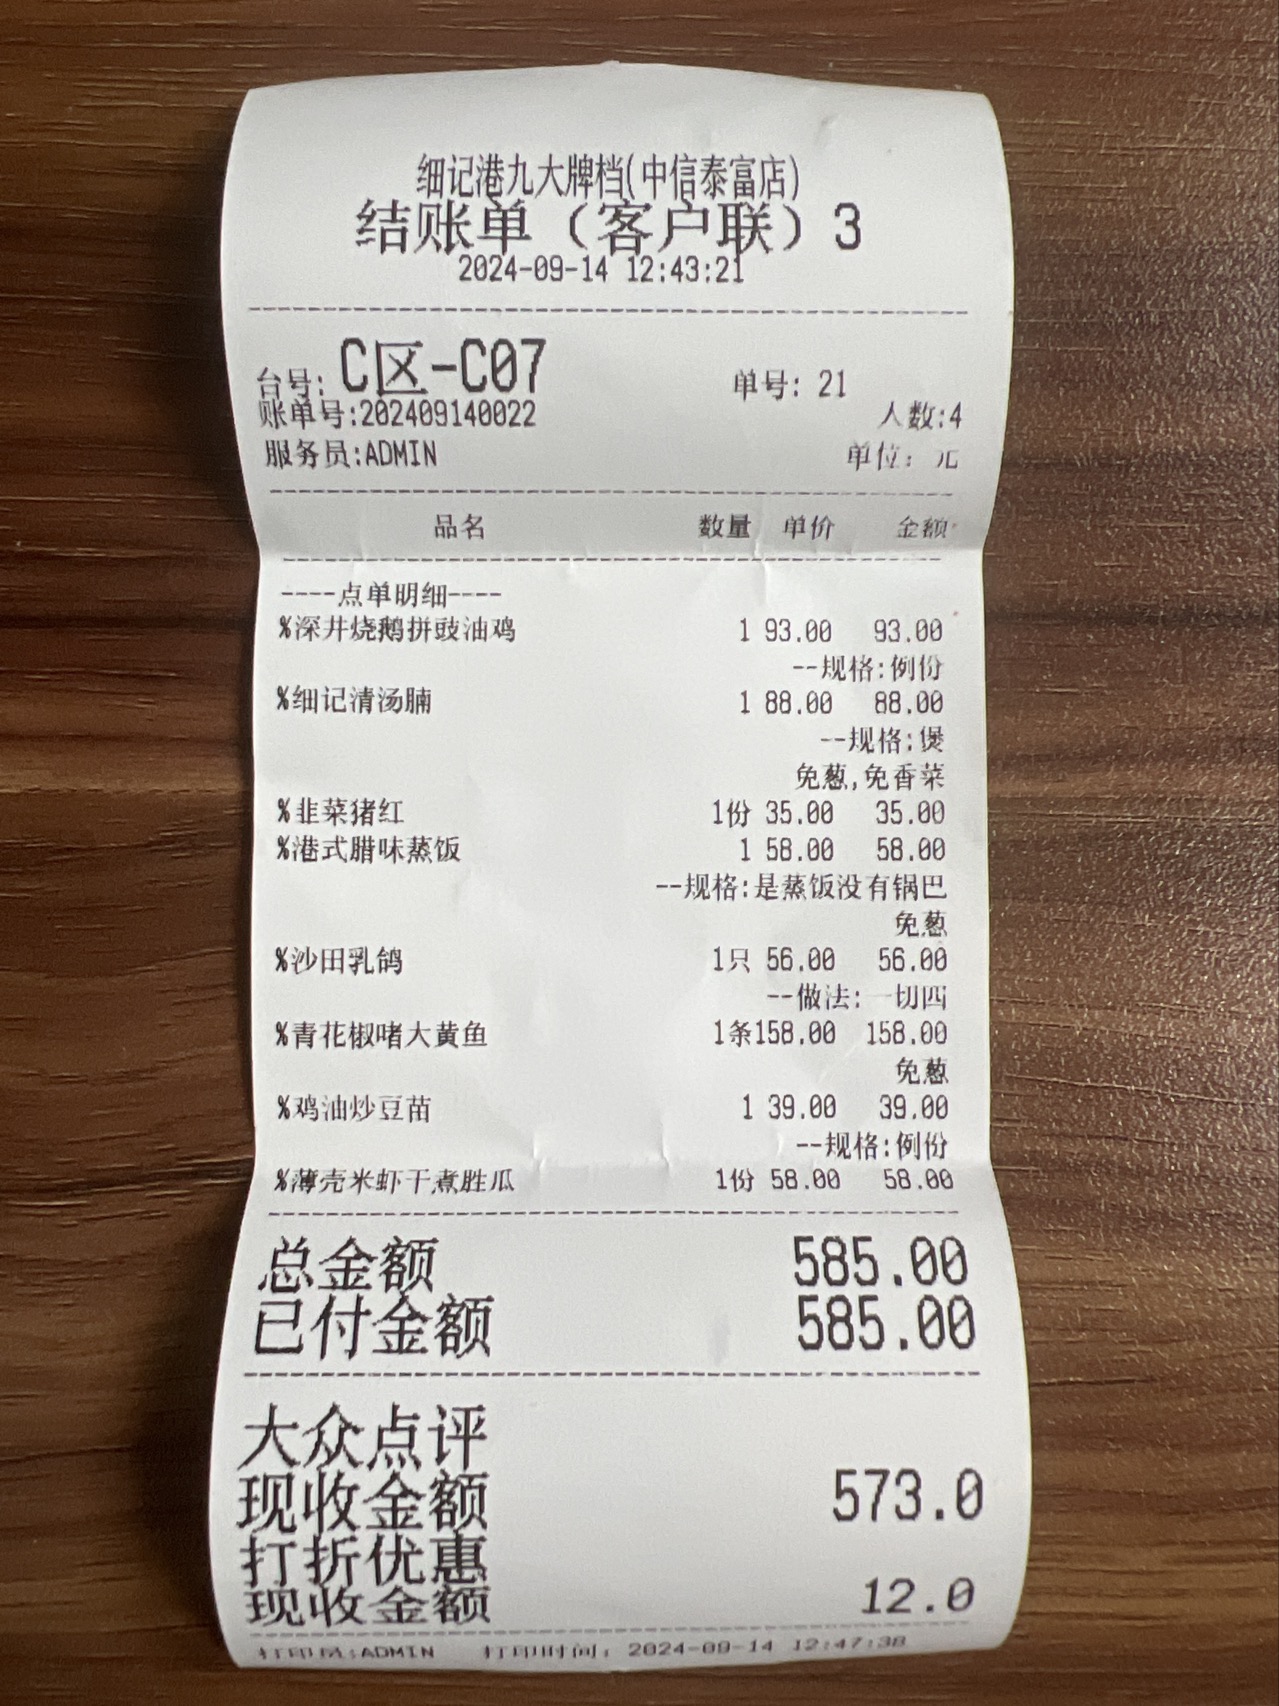 细记港九大牌档(中信泰富店)
结账单（客户联）3
2024-09-14 12:43:21
台号: C区-C07 单号: 21
账单号:202409140022 人数:4
服务员:ADMIN 单位: 元
品名 数量 单价 金额
----点单明细----
%深井烧鹅拼豉油鸡 1 93.00 93.00
--规格:例份
%细记清汤腩 1 88.00 88.00
--规格:煲
免葱,免香菜
%韭菜猪红 1份 35.00 35.00
%港式腊味蒸饭 1 58.00 58.00
--规格:是蒸饭没有锅巴
免葱
%沙田乳鸽 1只 56.00 56.00
--做法: 一切四
%青花椒啫大黄鱼 1条158.00 158.00
免葱
%鸡油炒豆苗 1 39.00 39.00
--规格:例份
%薄壳米虾干煮胜瓜 1份 58.00 58.00
总金额 585.00
已付金额 585.00
大众点评
现收金额 573.0
打折优惠
现收金额 12.0
打印员:ADMIN 打印时间: 2024-09-14 12:47:38